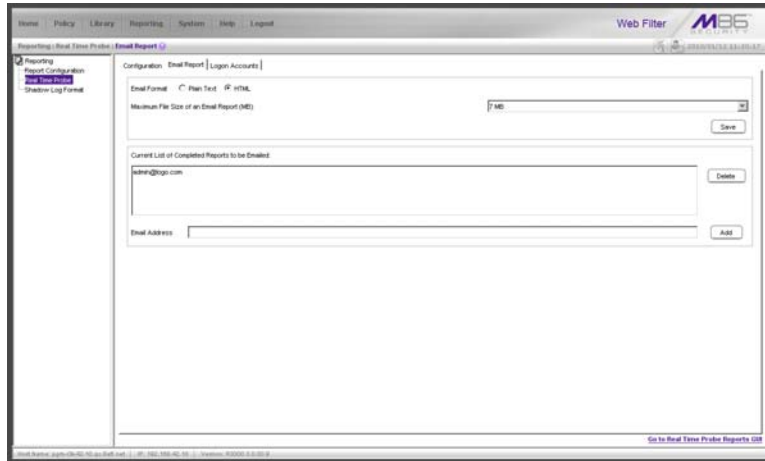 Home Policy Library Reporting System Help Logout
Web Filter
M86 SECURITY
Reporting : Real Time Probe : Email Report
Reporting
Report Configuration
Real Time Probe
Shadow Log Format
Configuration Email Report Logon Accounts
Email Format Plain Text HTML
Maximum File Size of an Email Report (MB) 7 MB
Save
Current List of Completed Reports to be Emailed:
admin@logo.com
Delete
Email Address
Add
Go to Real Time Probe Reports GUI